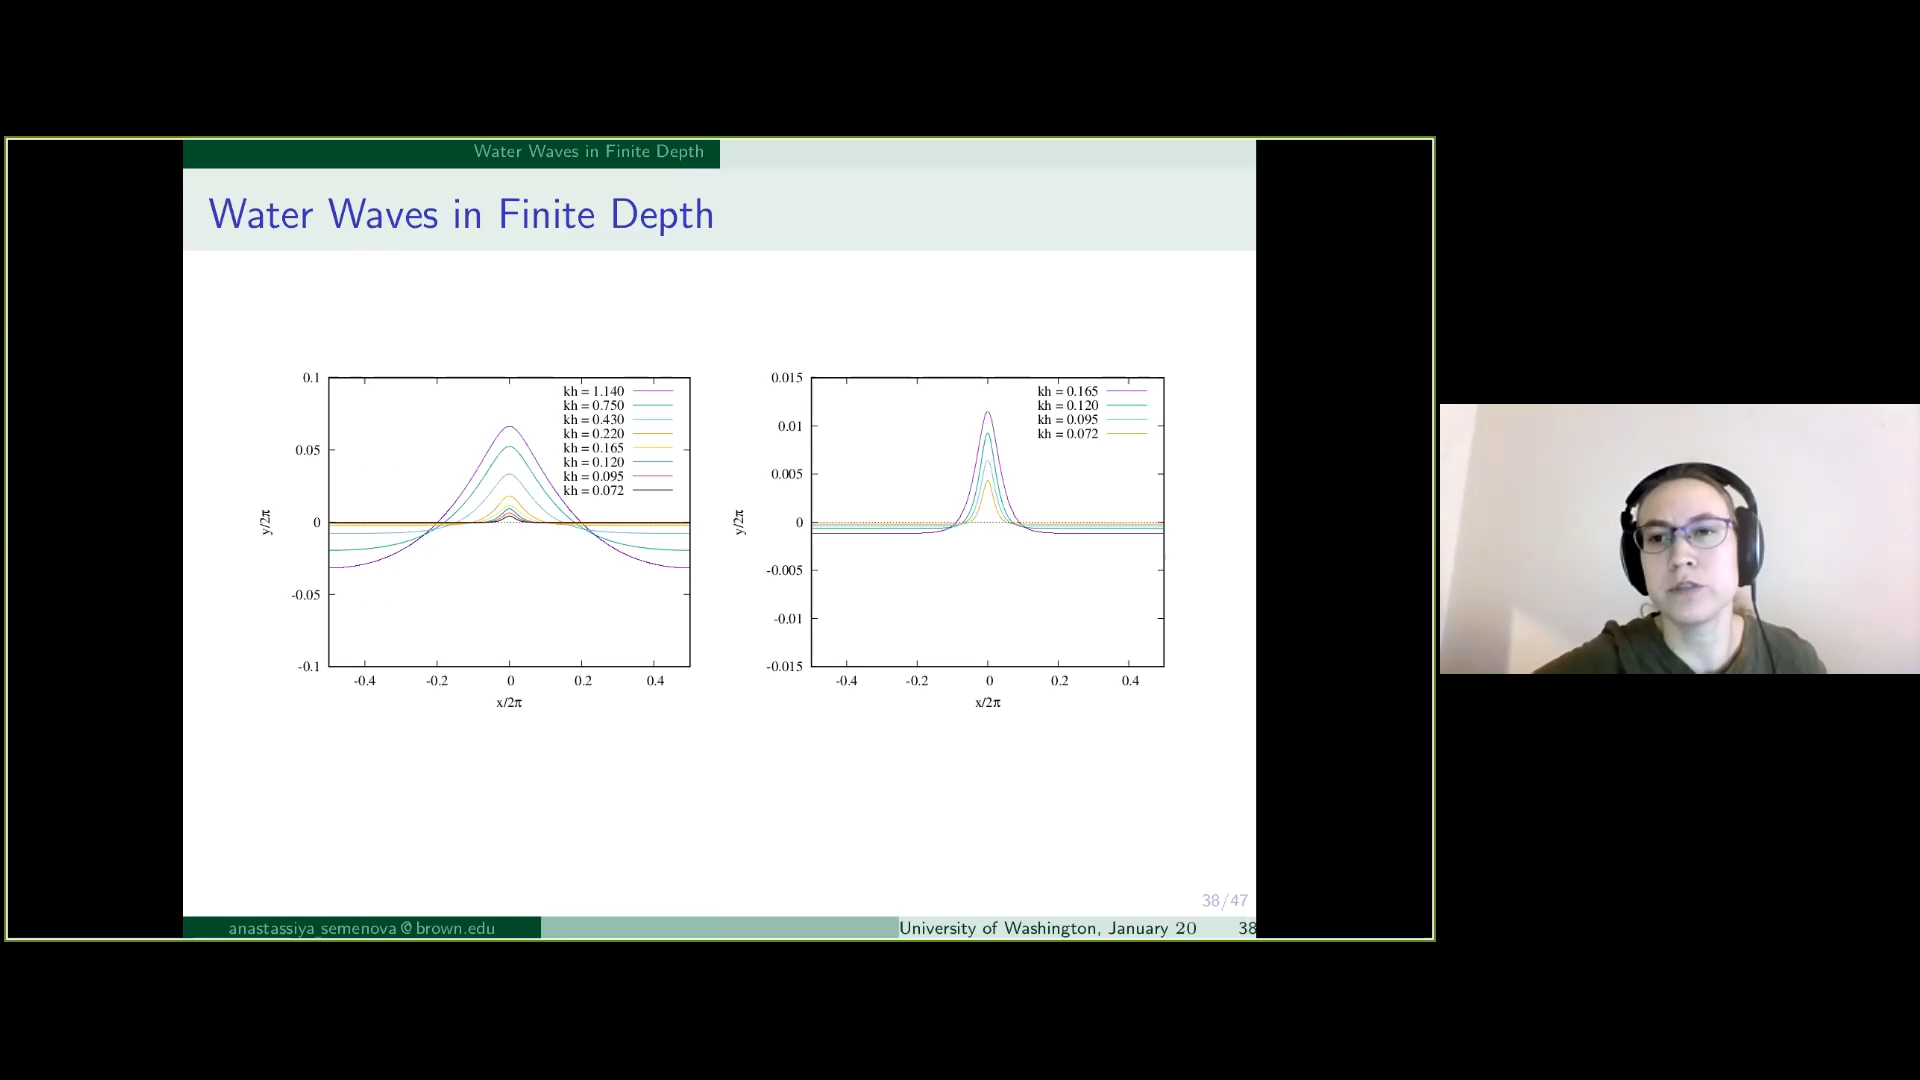 Water Waves in Finite Depth
Water Waves in Finite Depth
0.1
0.05
0
-0.05
-0.1
y/2π
kh = 1.140
kh = 0.750
kh = 0.430
kh = 0.220
kh = 0.165
kh = 0.120
kh = 0.095
kh = 0.072
-0.4 -0.2 0 0.2 0.4
x/2π
0.015
0.01
0.005
0
-0.005
-0.01
-0.015
y/2π
kh = 0.165
kh = 0.120
kh = 0.095
kh = 0.072
-0.4 -0.2 0 0.2 0.4
x/2π
38/47
anastassiya_semenova@brown.edu
University of Washington, January 20 38